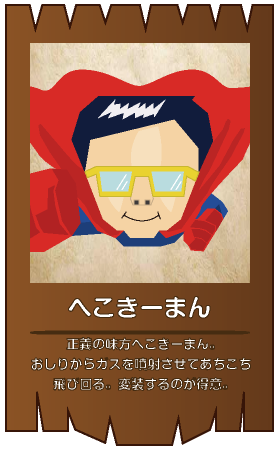 へこきーまん
正義の味方へこきーまん..
おしりからガスを噴射させてあちこち
飛び回る.. 変装するのが得意..